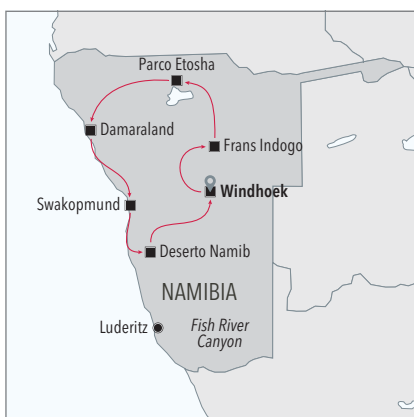 Parco Etosha
Damaraland
Frans Indogo
Windhoek
Swakopmund
Deserto Namib
NAMIBIA
Luderitz
Fish River
Canyon